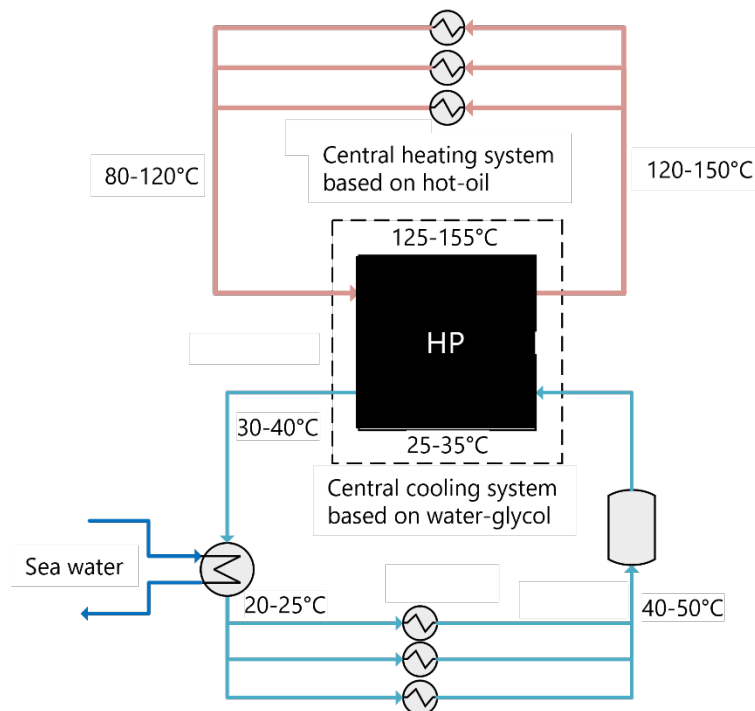 Central heating system
based on hot-oil
80-120°C
120-150°C
125-155°C
HP
25-35°C
30-40°C
Central cooling system
based on water-glycol
Sea water
20-25°C
40-50°C